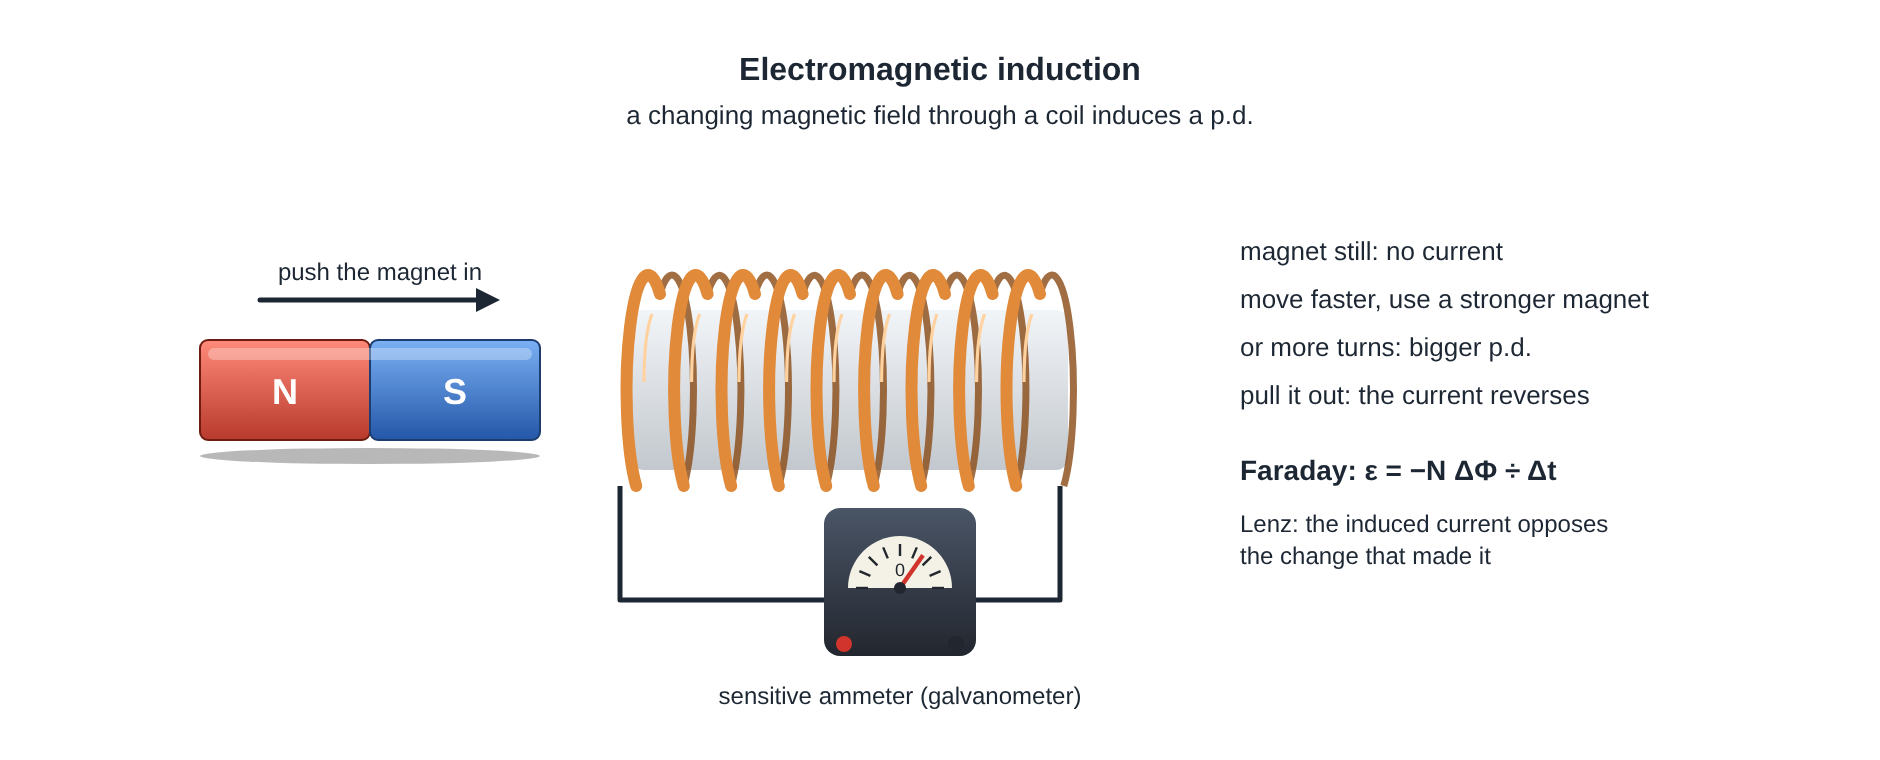 Electromagnetic induction
a changing magnetic field through a coil induces a p.d.
push the magnet in
N S
0
sensitive ammeter (galvanometer)
magnet still: no current
move faster, use a stronger magnet
or more turns: bigger p.d.
pull it out: the current reverses
Faraday: ε = −N ΔΦ ÷ Δt
Lenz: the induced current opposes
the change that made it